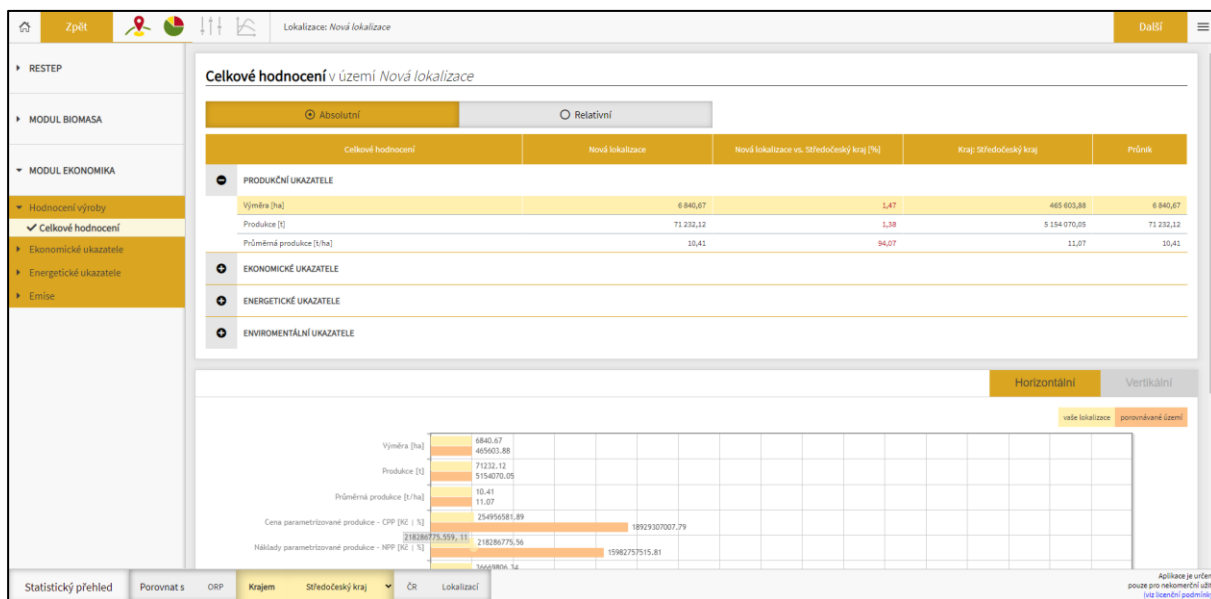 Zpět
Lokalizace: Nová lokalizace
Další
RESTEP
MODUL BIOMASA
MODUL EKONOMIKA
Hodnocení výroby
Celkové hodnocení
Ekonomické ukazatele
Energetické ukazatele
Emise
Celkové hodnocení v území Nová lokalizace
Absolutní Relativní
Celkové hodnocení Nová lokalizace Nová lokalizace vs. Středočeský kraj [%] Kraj: Středočeský kraj Průnik
PRODUKČNÍ UKAZATELE
Výměra [ha] 6 840,67 1,47 465 603,88 6 840,67
Produkce [t] 71 232,12 1,38 5 154 070,05 71 232,12
Průměrná produkce [t/ha] 10,41 94,07 11,07 10,41
EKONOMICKÉ UKAZATELE
ENERGETICKÉ UKAZATELE
ENVIROMENTÁLNÍ UKAZATELE
Horizontální Vertikální
vaše lokalizace porovnávané území
Výměra [ha] 6840.67
465603.88
Produkce [t] 71232.12
5154070.05
Průměrná produkce [t/ha] 10.41
11.07
Cena parametrizované produkce - CPP [Kč | %] 254956581.89
18929307007.79
218286775.559, 11
Náklady parametrizované produkce - NPP [Kč | %] 218286775.56
15982757515.81
36669806.34
Statistický přehled Porovnat s ORP Krajem Středočeský kraj ČR Lokalizací
Aplikace je určen
pouze pro nekomerční užit
(viz licenční podmínk